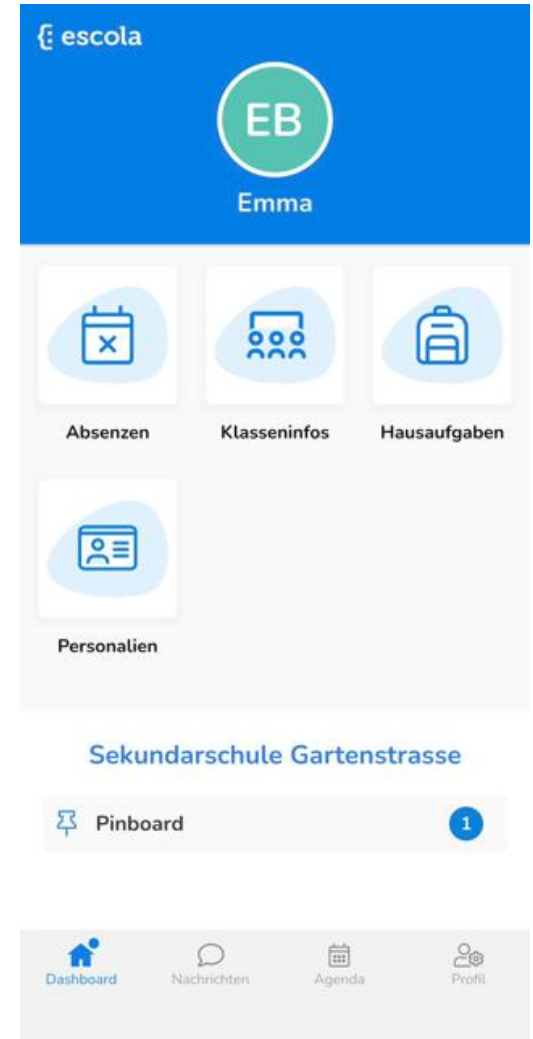 escola
EB
Emma
Absenzen Klasseninfos Hausaufgaben
Personalien
Sekundarschule Gartenstrasse
Pinboard 1
Dashboard Nachrichten Agenda Profil